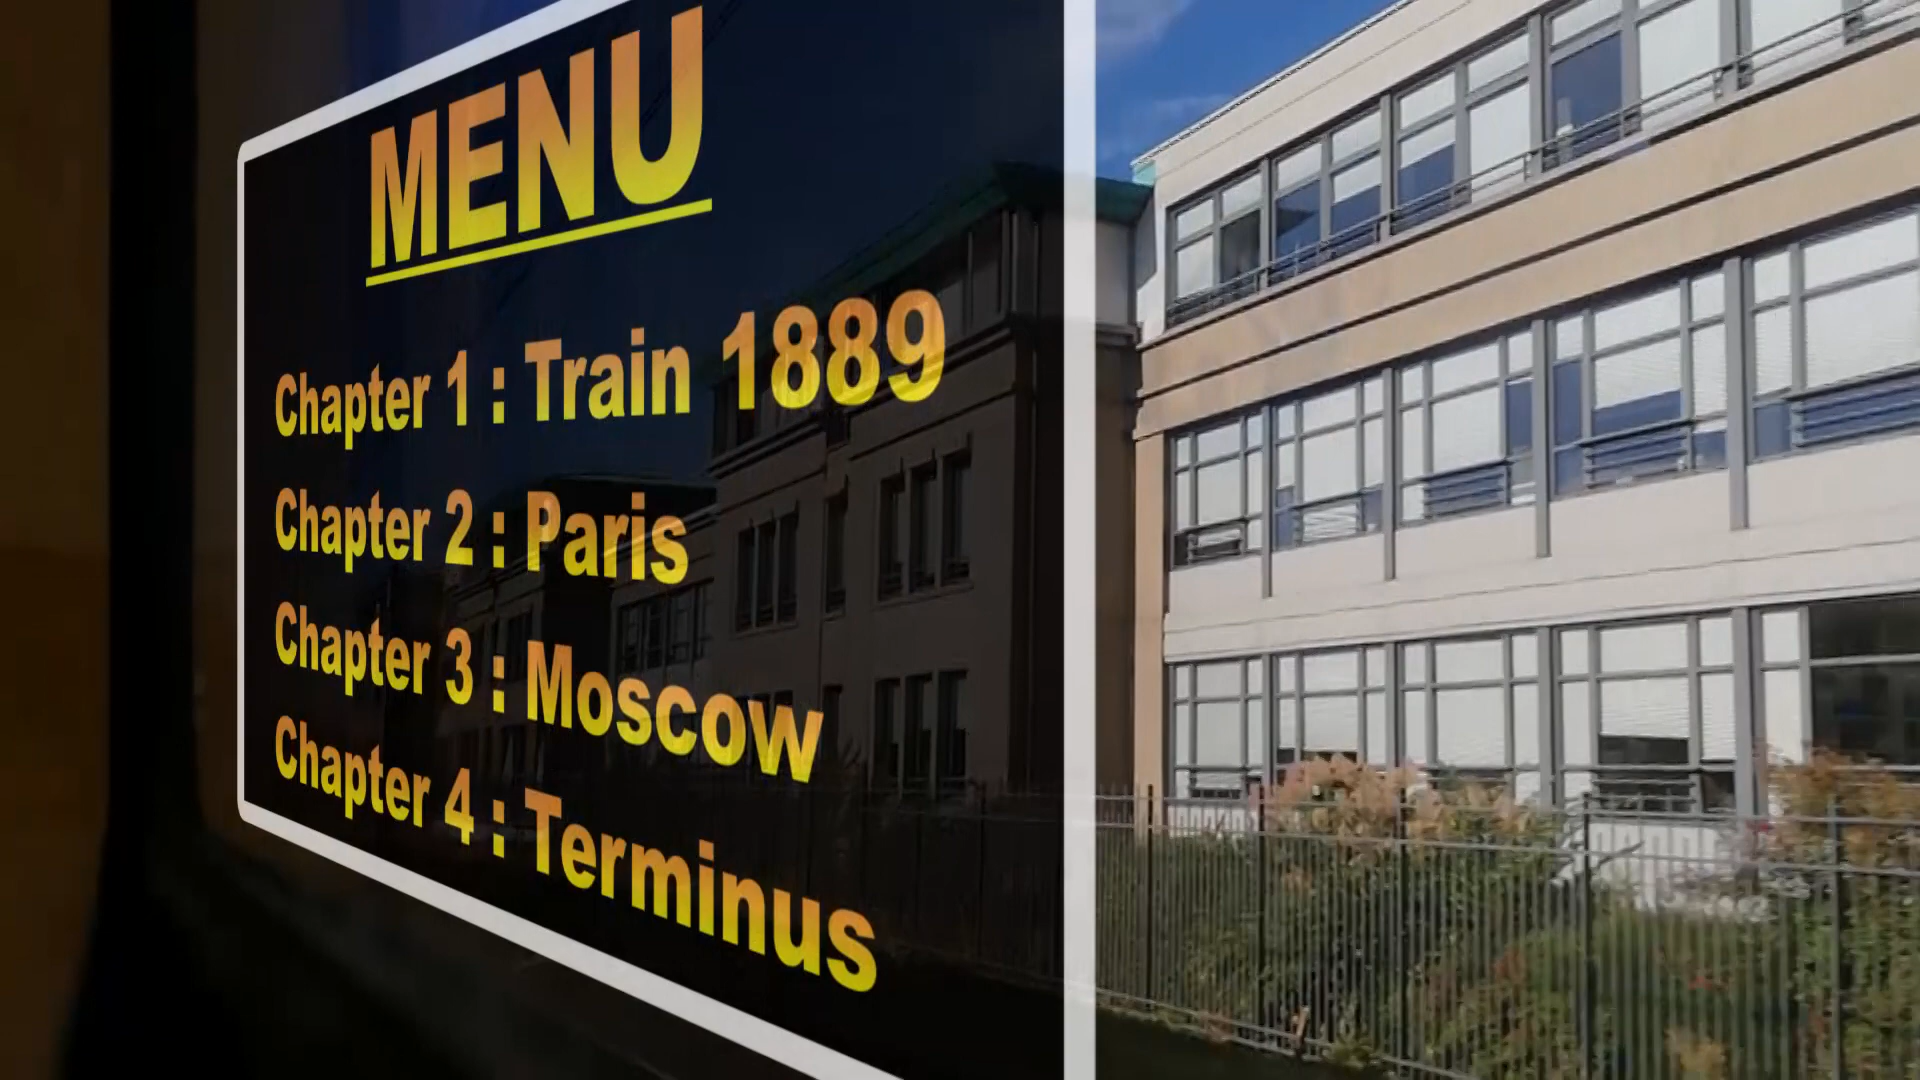 MENU
Chapter 1 : Train 1889
Chapter 2 : Paris
Chapter 3 : Moscow
Chapter 4 : Terminus